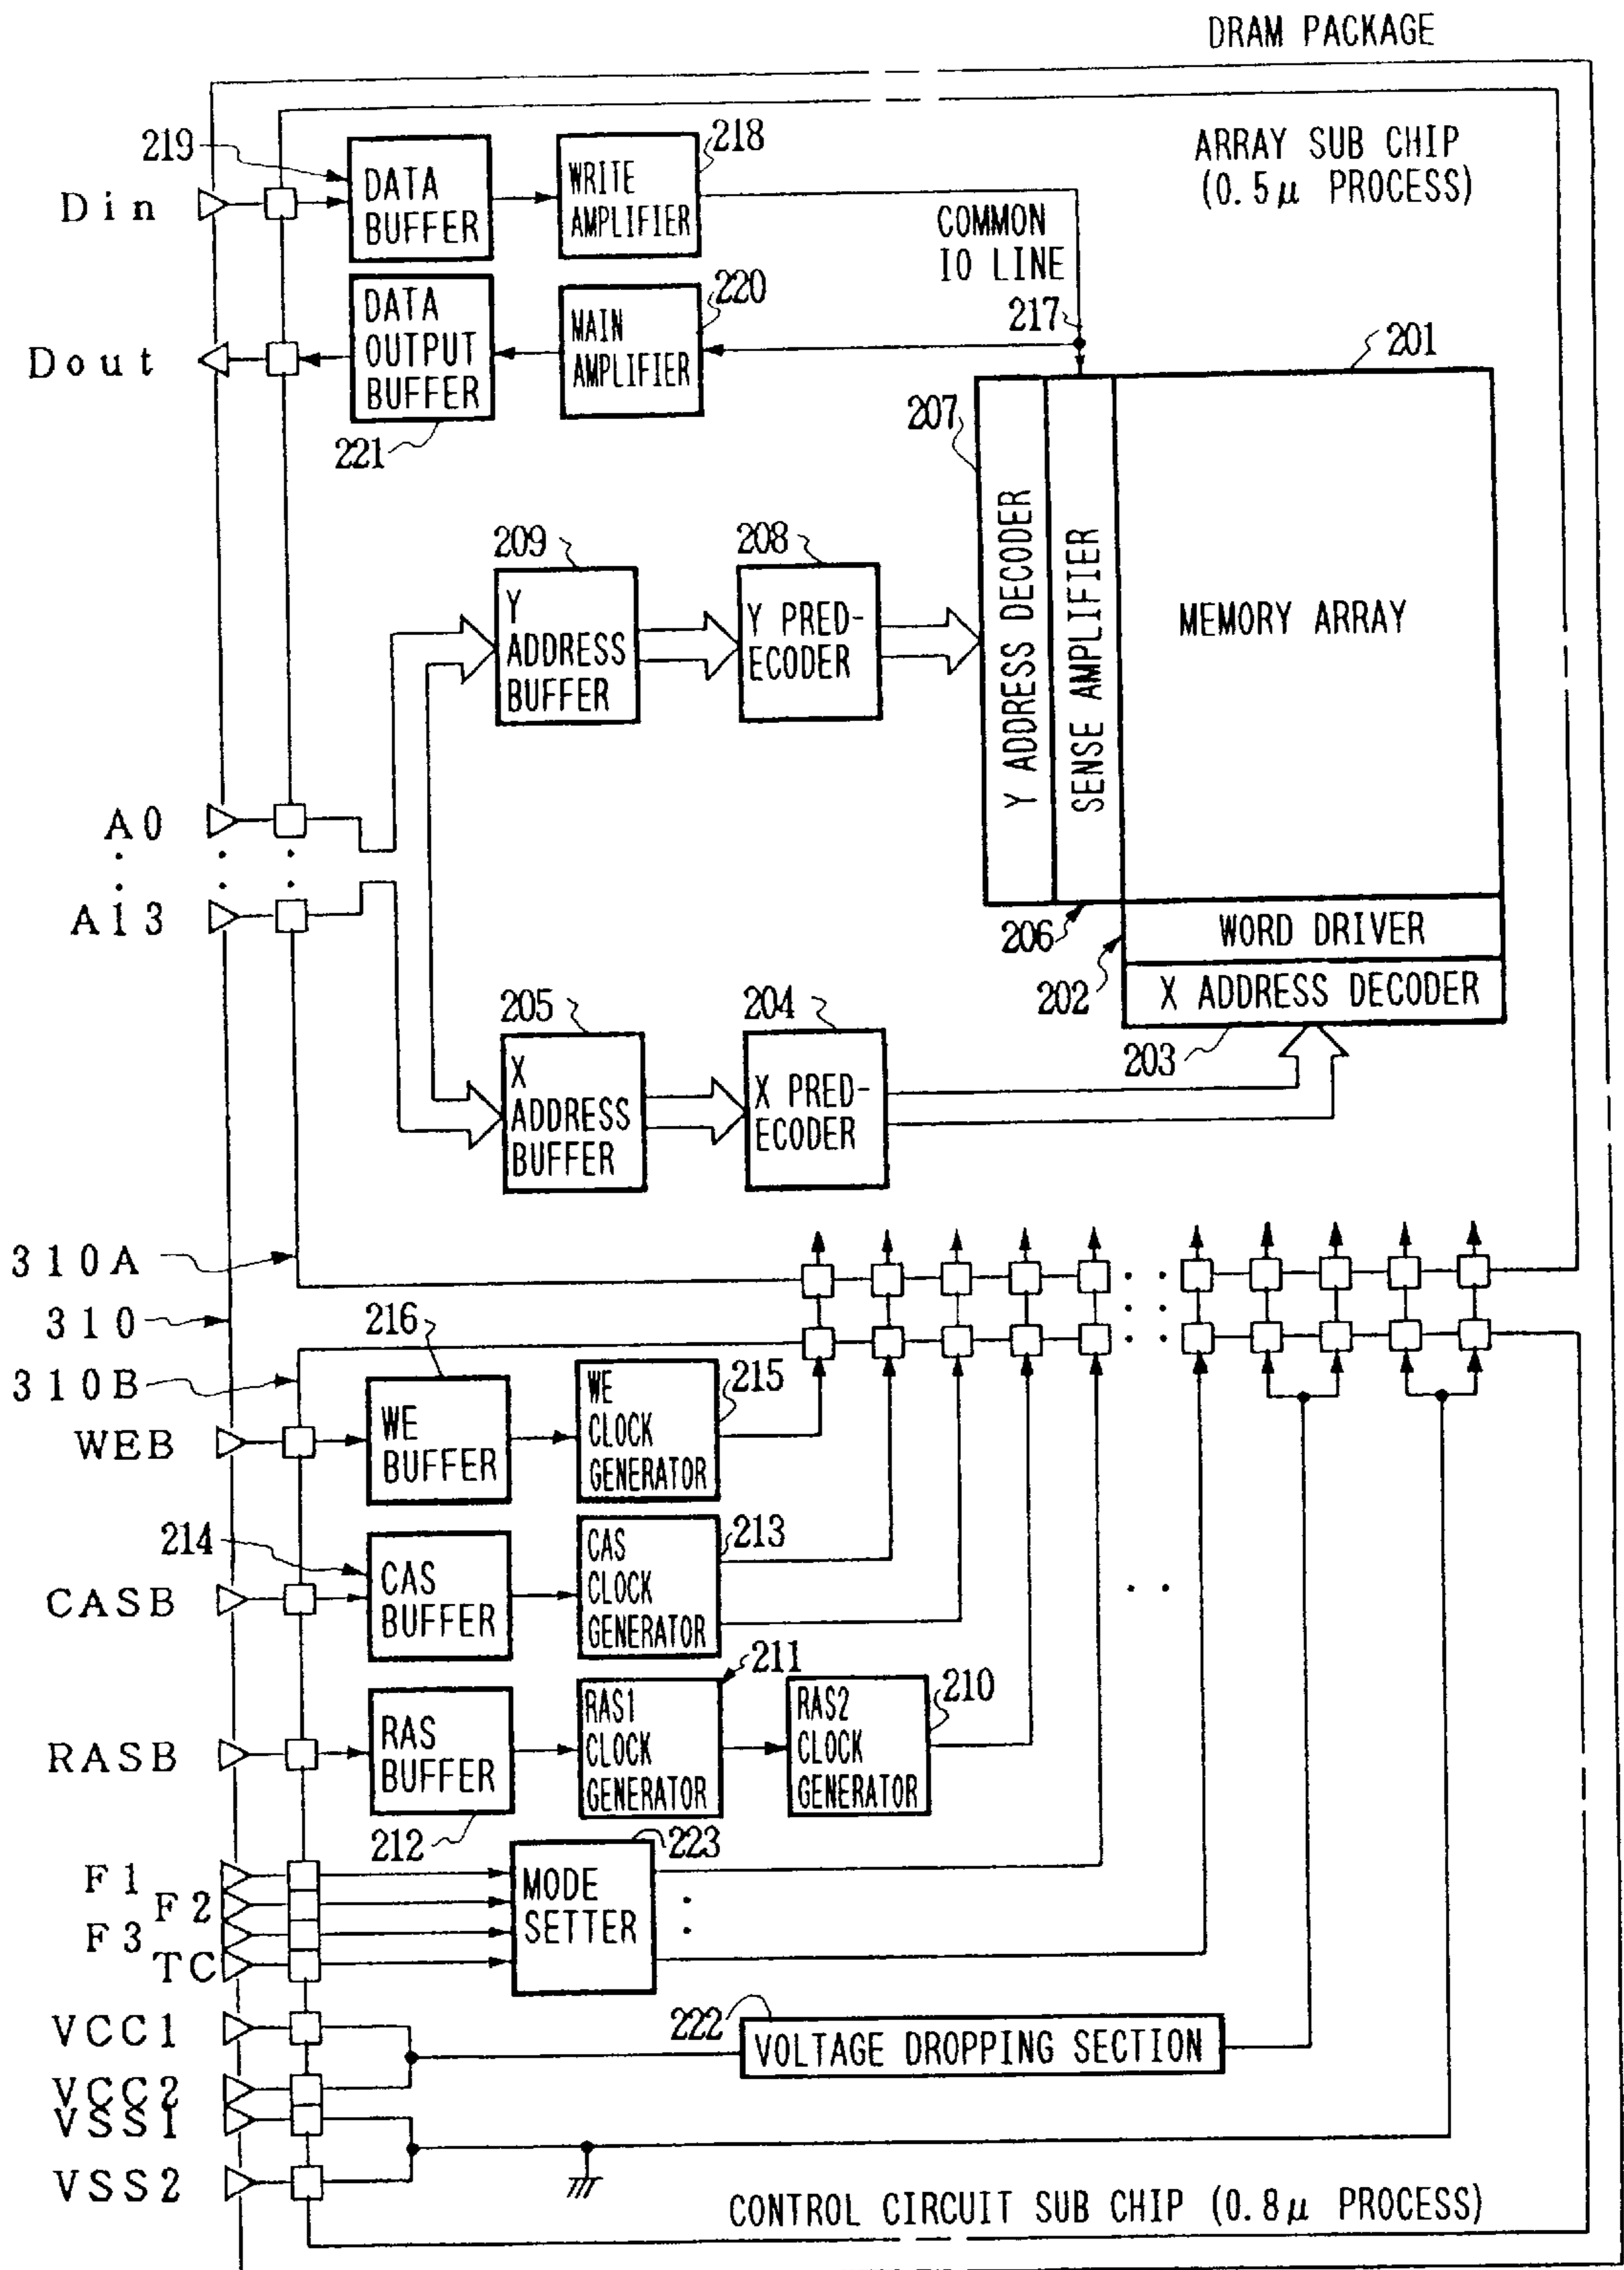 DRAM PACKAGE
ARRAY SUB CHIP
(0.5μ PROCESS)
219
218
Din
DATA
BUFFER
WRITE
AMPLIFIER
COMMON
IO LINE
217
220
Dout
DATA
OUTPUT
BUFFER
MAIN
AMPLIFIER
221
201
207
Y ADDRESS DECODER
SENSE AMPLIFIER
MEMORY ARRAY
209
208
Y
ADDRESS
BUFFER
Y PRED-
ECODER
A0
A13
206
202
WORD DRIVER
X ADDRESS DECODER
203
205
204
X
ADDRESS
BUFFER
X PRED-
ECODER
310A
310
310B
216
215
WEB
WE
BUFFER
WE
CLOCK
GENERATOR
214
213
CASB
CAS
BUFFER
CAS
CLOCK
GENERATOR
211
210
RASB
RAS
BUFFER
RAS1
CLOCK
GENERATOR
RAS2
CLOCK
GENERATOR
212
223
F1
F2
F3
TC
MODE
SETTER
VCC1
VCC2
222
VOLTAGE DROPPING SECTION
VSS1
VSS2
CONTROL CIRCUIT SUB CHIP (0.8μ PROCESS)